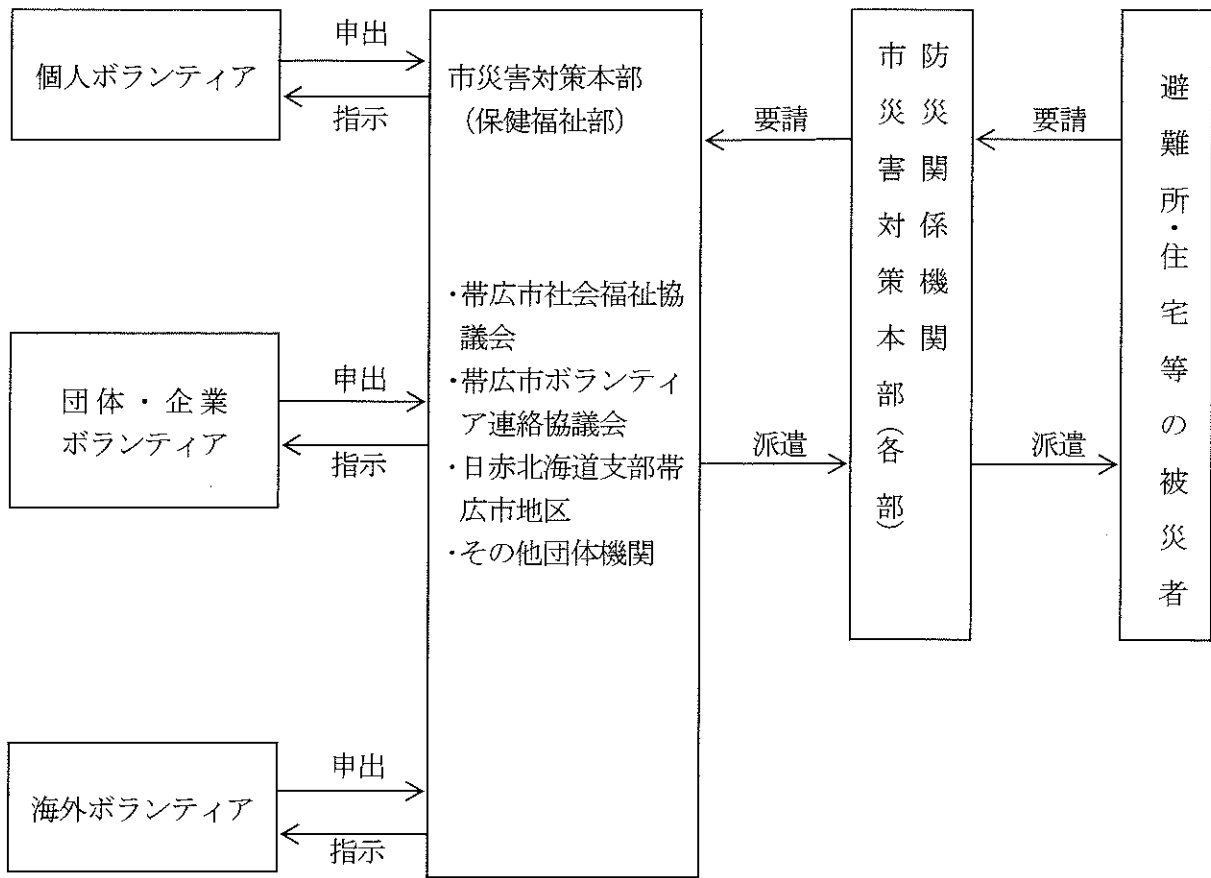 個人ボランティア
申出
指示
団体・企業
ボランティア
申出
指示
海外ボランティア
申出
指示
市災害対策本部
（保健福祉部）
・帯広市社会福祉協
議会
・帯広市ボランティ
ア連絡協議会
・日赤北海道支部帯
広市地区
・その他団体機関
要請
派遣
防災関係機関
市災害対策本部（各部）
要請
派遣
避難所・住宅等の被災者